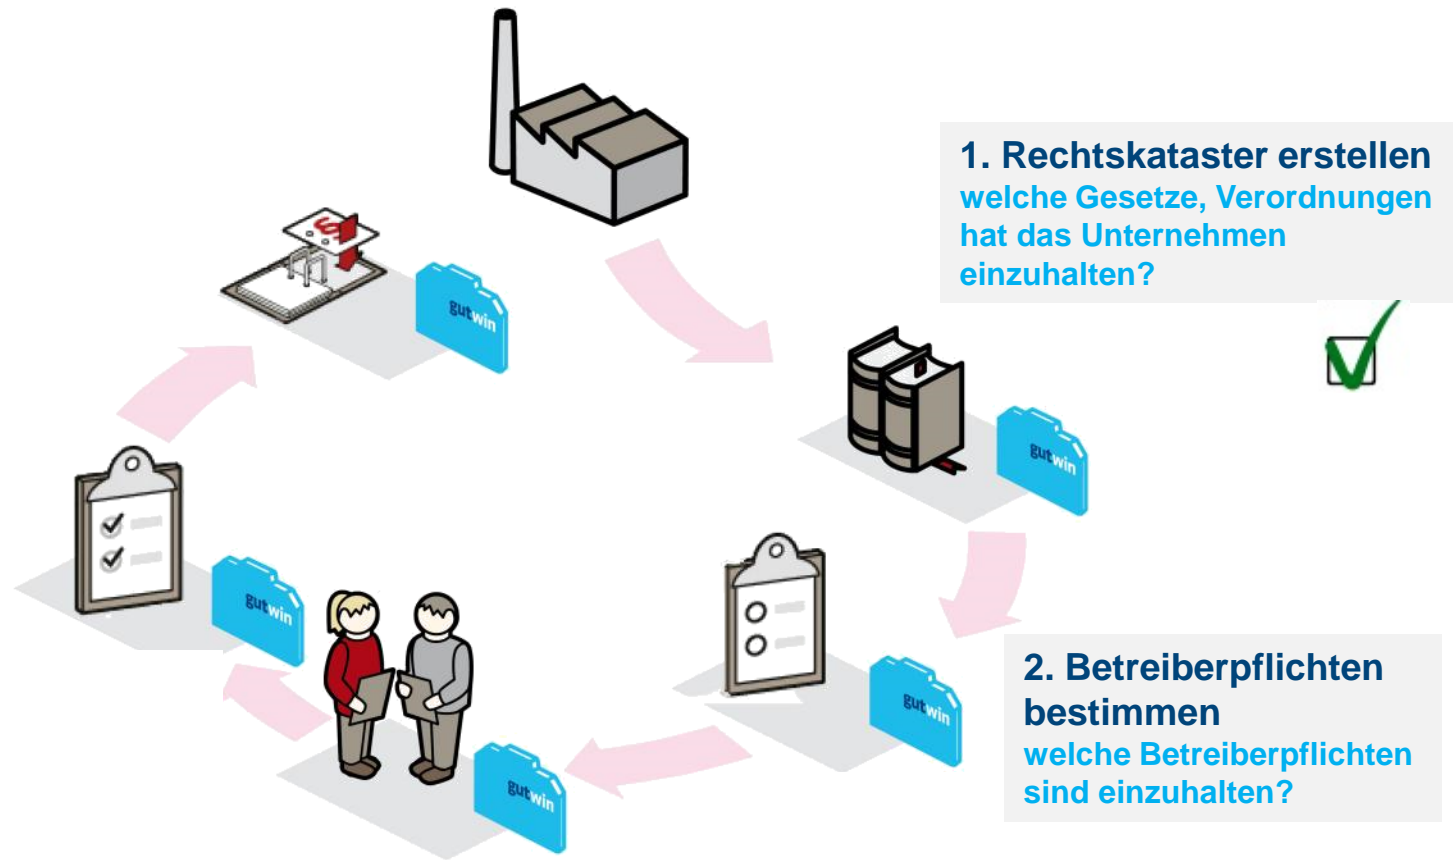 1. Rechtskataster erstellen
welche Gesetze, Verordnungen
hat das Unternehmen
einzuhalten?
§
gutwin
gutwin
gutwin
gutwin
gutwin
2. Betreiberpflichten
bestimmen
welche Betreiberpflichten
sind einzuhalten?